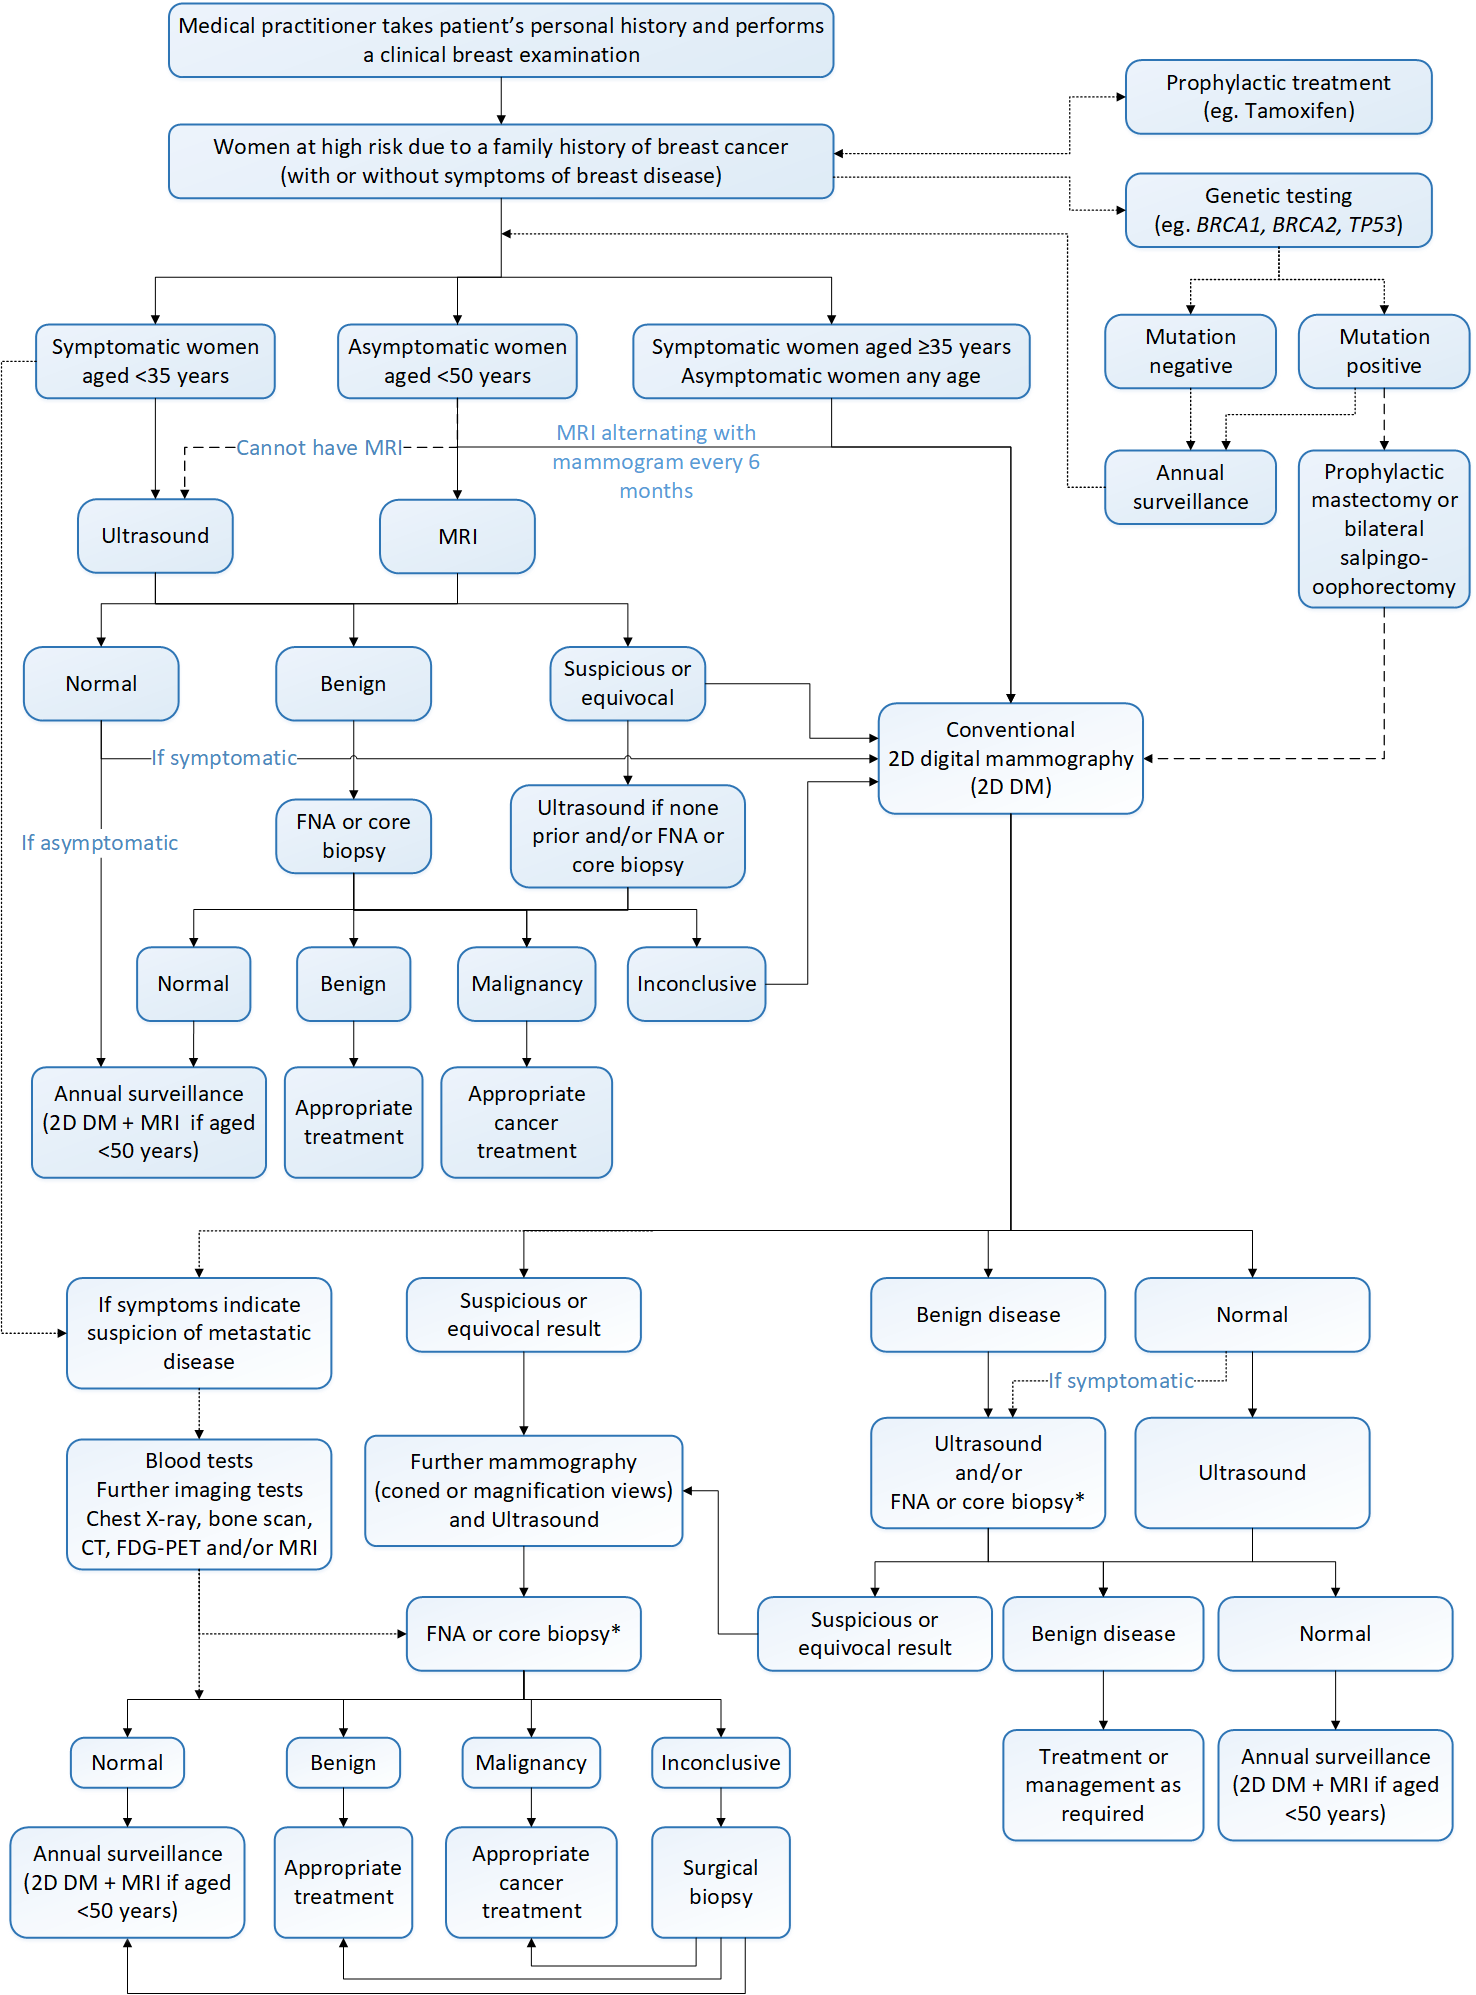 Medical practitioner takes patient’s personal history and performs
a clinical breast examination
Prophylactic treatment
(eg. Tamoxifen)
Women at high risk due to a family history of breast cancer
(with or without symptoms of breast disease)
Genetic testing
(eg. BRCA1, BRCA2, TP53)
Symptomatic women
aged <35 years
Asymptomatic women
aged <50 years
Symptomatic women aged ≥35 years
Asymptomatic women any age
Mutation
negative
Mutation
positive
Cannot have MRI
MRI alternating with
mammogram every 6
months
Annual
surveillance
Prophylactic
mastectomy or
bilateral
salpingo-
oophorectomy
Ultrasound
MRI
Normal
Benign
Suspicious or
equivocal
Conventional
2D digital mammography
(2D DM)
If symptomatic
If asymptomatic
FNA or core
biopsy
Ultrasound if none
prior and/or FNA or
core biopsy
Normal
Benign
Malignancy
Inconclusive
Annual surveillance
(2D DM + MRI if aged
<50 years)
Appropriate
treatment
Appropriate
cancer
treatment
If symptoms indicate
suspicion of metastatic
disease
Suspicious or
equivocal result
Benign disease
Normal
If symptomatic
Blood tests
Further imaging tests
Chest X-ray, bone scan,
CT, FDG-PET and/or MRI
Further mammography
(coned or magnification views)
and Ultrasound
Ultrasound
and/or
FNA or core biopsy*
Ultrasound
FNA or core biopsy*
Suspicious or
equivocal result
Benign disease
Normal
Normal
Benign
Malignancy
Inconclusive
Treatment or
management as
required
Annual surveillance
(2D DM + MRI if aged
<50 years)
Annual surveillance
(2D DM + MRI if aged
<50 years)
Appropriate
treatment
Appropriate
cancer
treatment
Surgical
biopsy